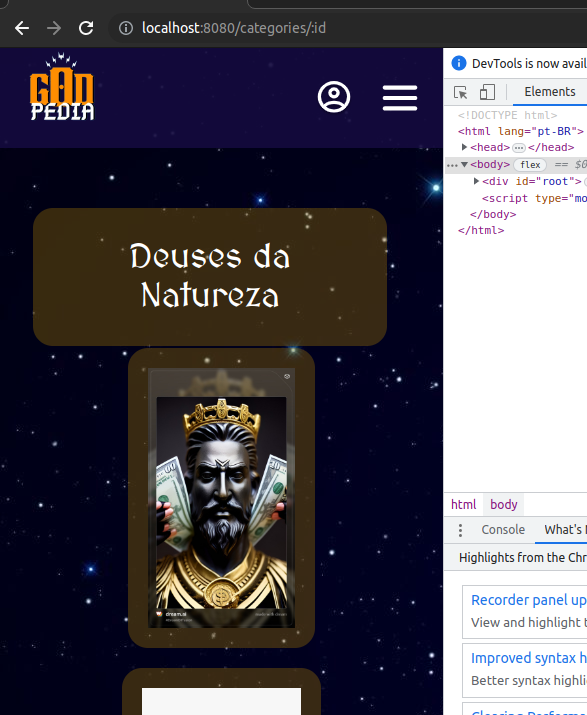 localhost:8080/categories/:id
GOD
PEDIA
DevTools is now avail
Elements
<!DOCTYPE html>
<html lang="pt-BR">
<head> ••• </head>
••• <body> flex == $0
<div id="root">
<script type="mo
</body>
</html>
Deuses da
Natureza
dream.ai
html body
Console What's
Highlights from the Chr
Recorder panel up
View and highlight t
Improved syntax h
Better syntax highli